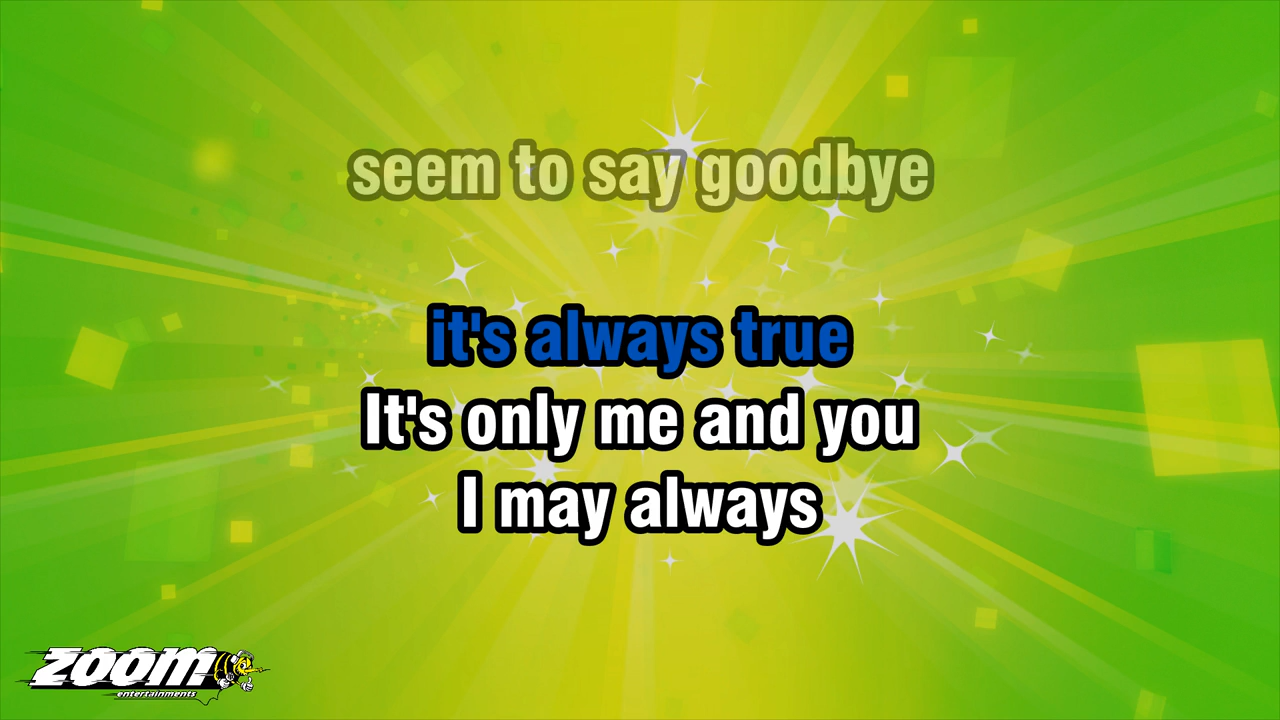 seem to say goodbye
it's always true
It's only me and you
I may always
ZOOM
entertainments